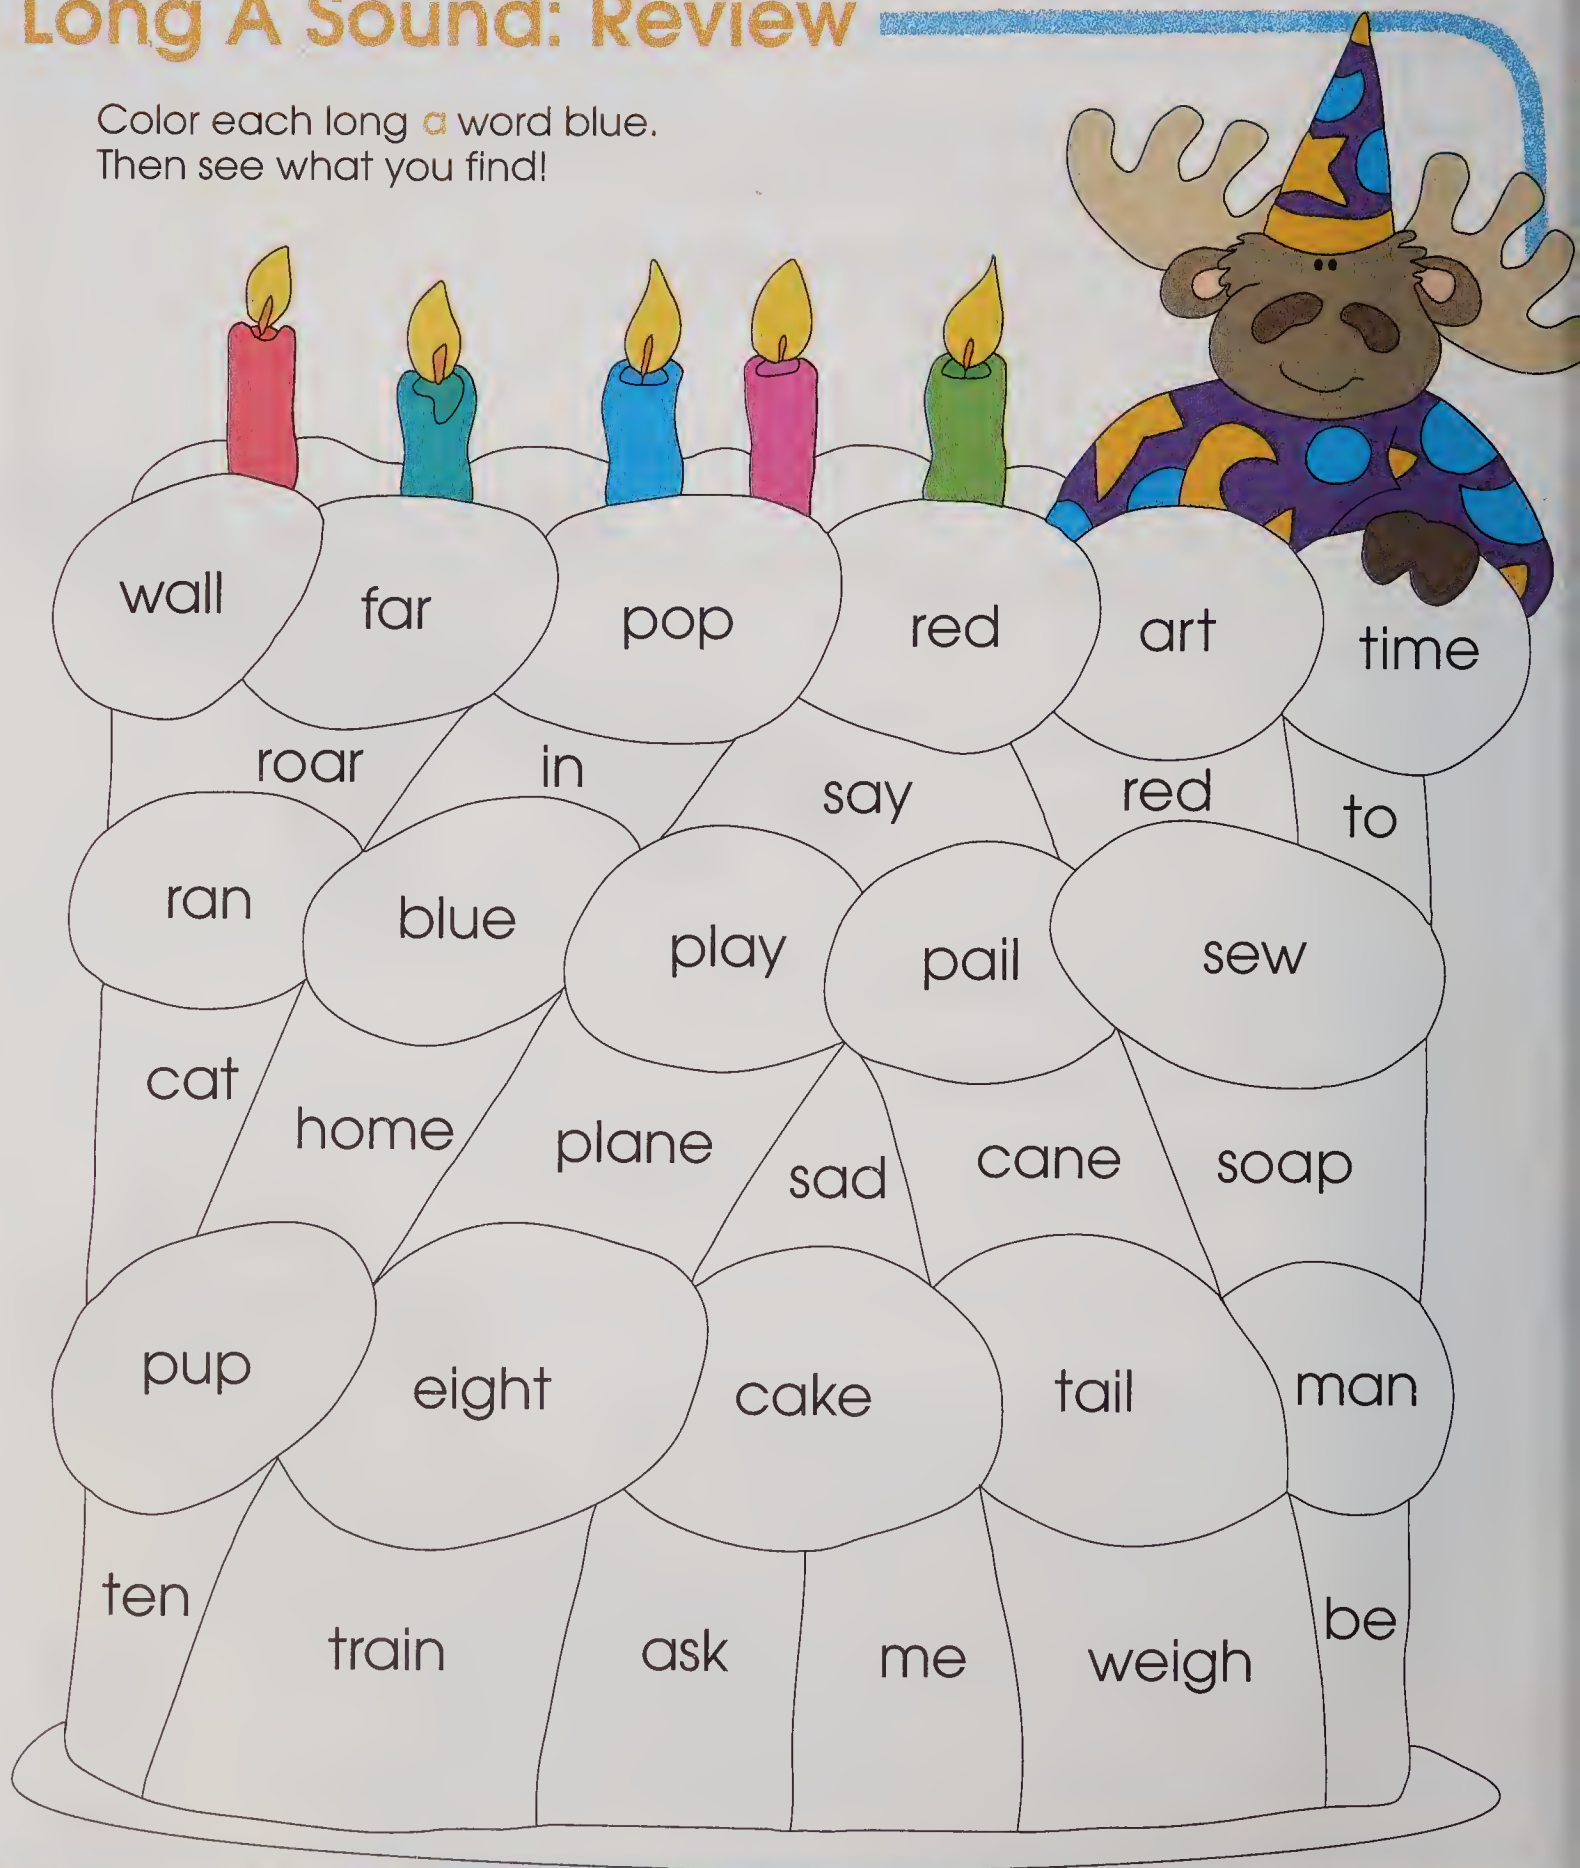 Long A Sound: Review
Color each long a word blue.
Then see what you find!
wall far pop red art time
roar in say red to
ran blue play pail sew
cat home plane sad cane soap
pup eight cake tail man
ten train ask me weigh be